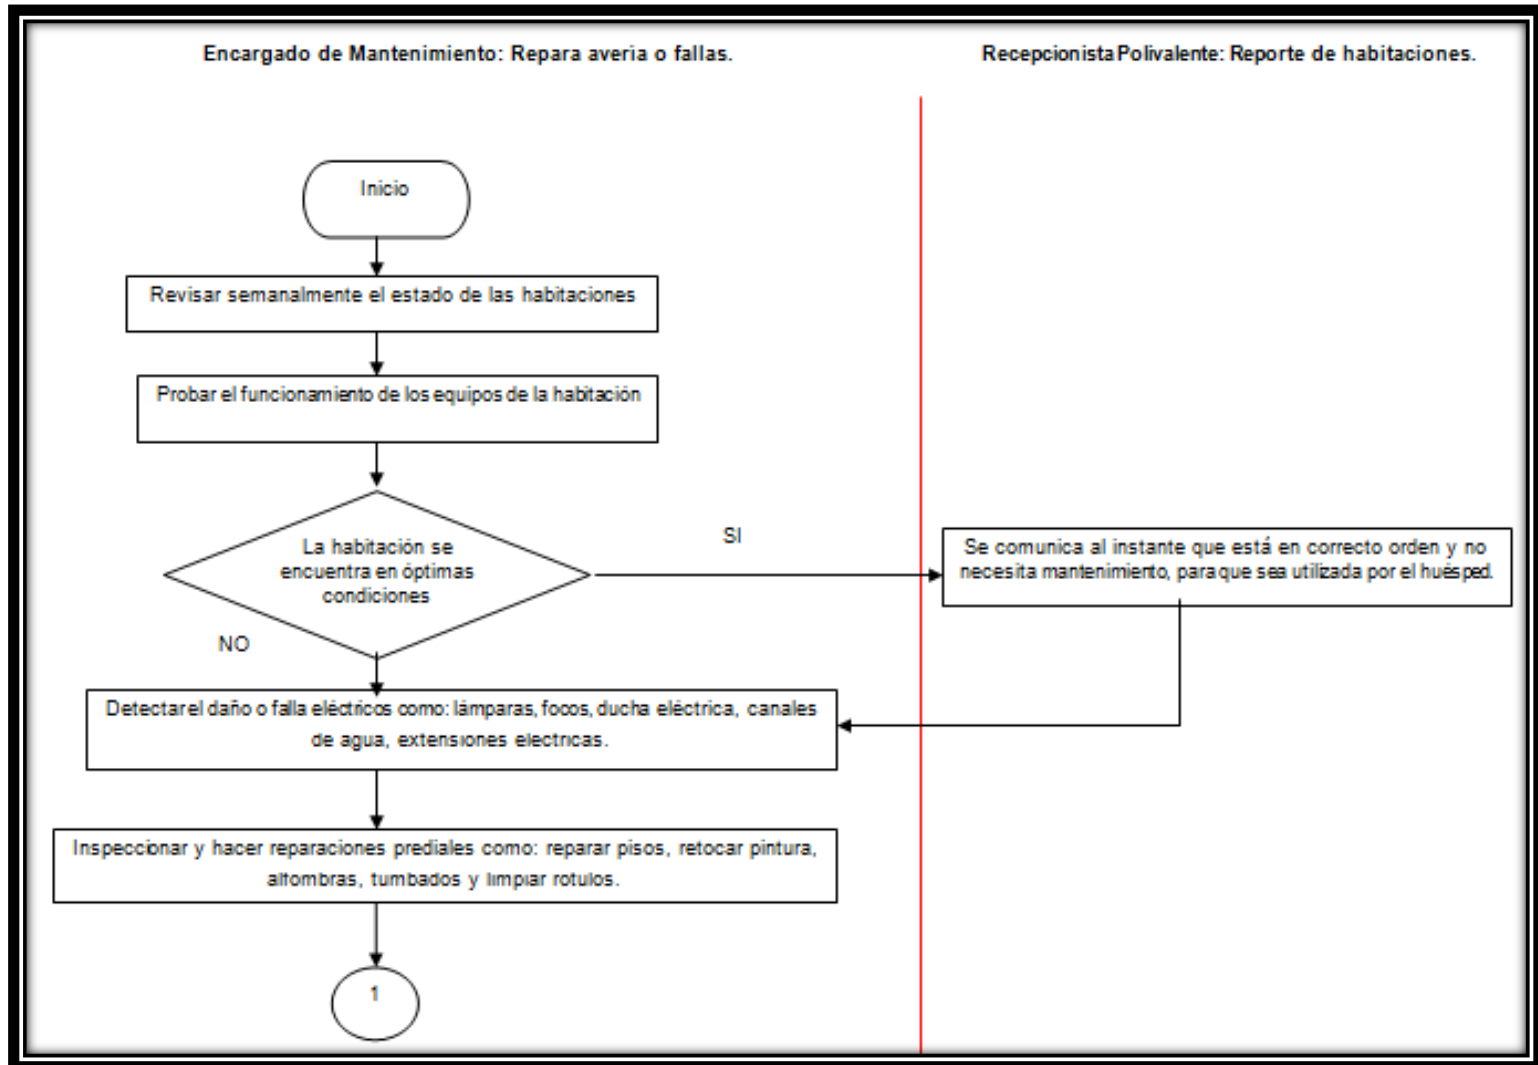 Encargado de Mantenimiento: Repara averia o fallas.
Recepcionista Polivalente: Reporte de habitaciones.
Inicio
Revisar semanalmente el estado de las habitaciones
Probar el funcionamiento de los equipos de la habitación
La habitación se
encuentra en óptimas
condiciones
SI
Se comunica al instante que está en correcto orden y no
necesita mantenimiento, para que sea utilizada por el huésped.
NO
Detectar el daño o falla eléctricos como: lámparas, focos, ducha eléctrica, canales
de agua, extensiones electricas.
Inspeccionar y hacer reparaciones prediales como: reparar pisos, retocar pintura,
alfombras, tumbados y limpiar rotulos.
1